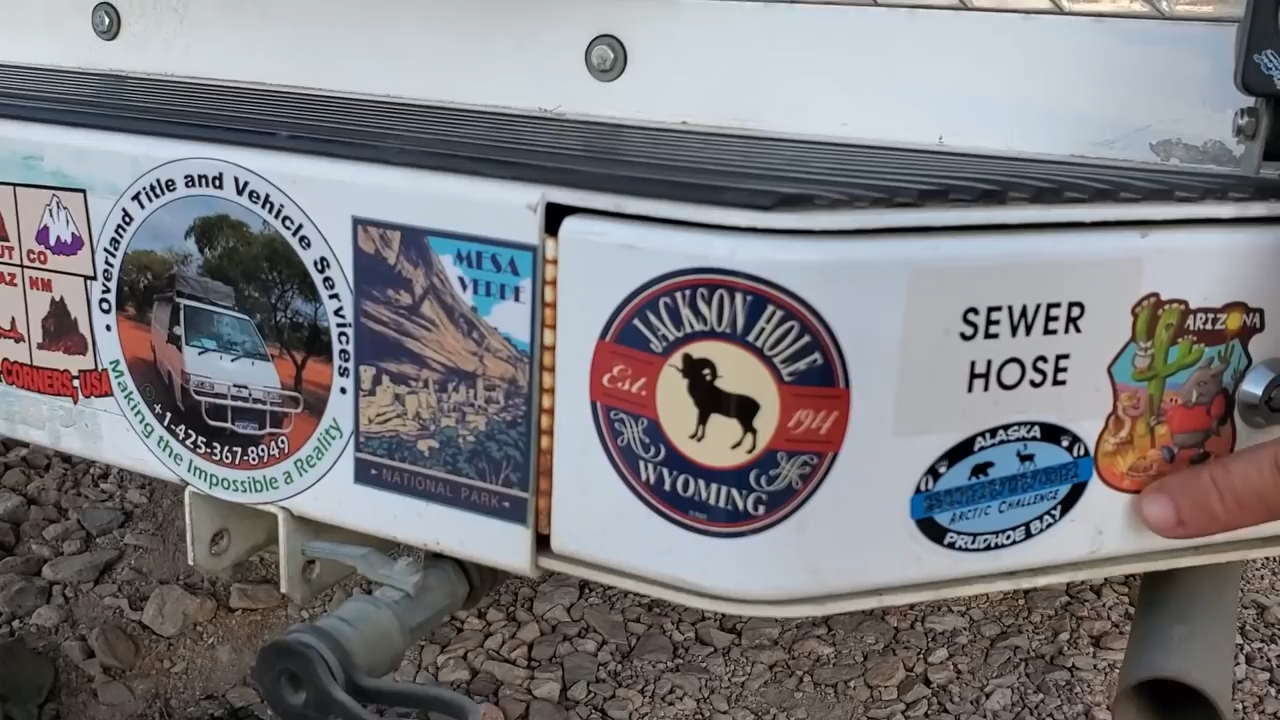 UT CO
AZ NM
CORNERS, USA
• Overland Title and Vehicle Services •
+1-425-367-8949
Making the Impossible a Reality
MESA
VERDE
NATIONAL PARK
JACKSON HOLE
Est. 1914
WYOMING
SEWER
HOSE
ALASKA
ARCTIC CHALLENGE
PRUDHOE BAY
ARIZONA